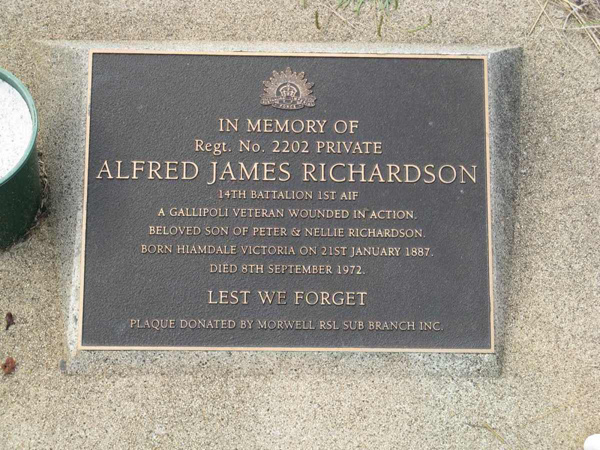 IN MEMORY OF
Regt. No. 2202 PRIVATE
ALFRED JAMES RICHARDSON
14TH BATTALION 1ST AIF
A GALLIPOLI VETERAN WOUNDED IN ACTION.
BELOVED SON OF PETER & NELLIE RICHARDSON.
BORN HIAMDALE VICTORIA ON 21ST JANUARY 1887.
DIED 8TH SEPTEMBER 1972.
LEST WE FORGET
PLAQUE DONATED BY MORWELL RSL SUB BRANCH INC.